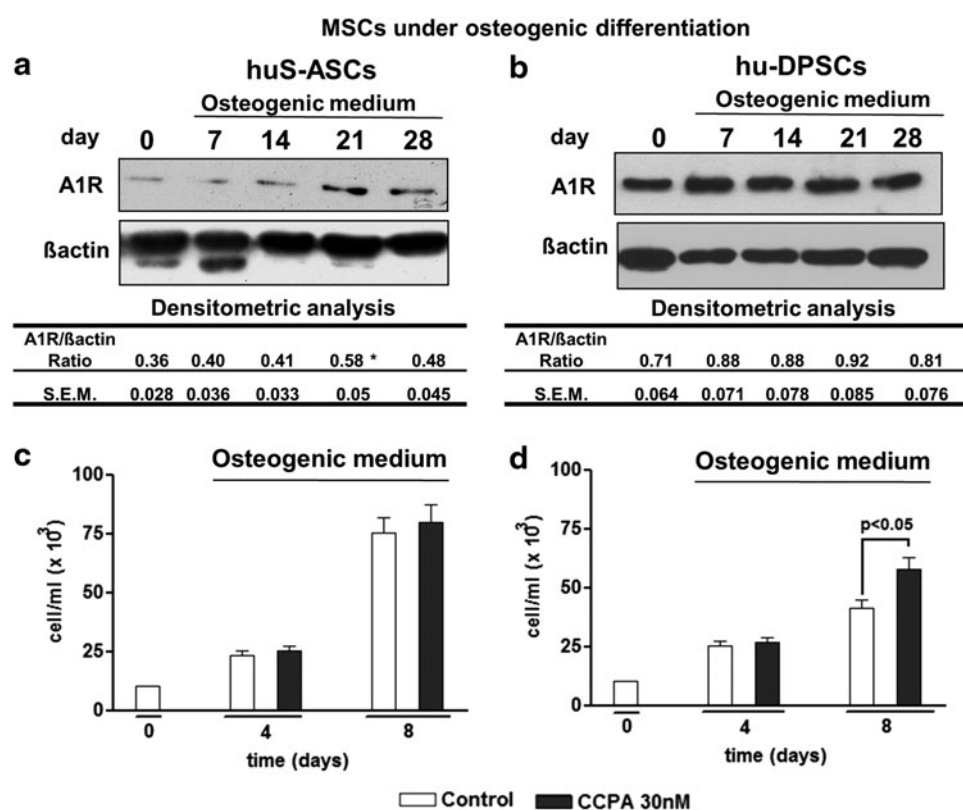 MSCs under osteogenic differentiation
a
huS-ASCs
Osteogenic medium
day 0 7 14 21 28
A1R
ßactin
Densitometric analysis
A1R/ßactin
Ratio 0.36 0.40 0.41 0.58 * 0.48
S.E.M. 0.028 0.036 0.033 0.05 0.045
b
hu-DPSCs
Osteogenic medium
day 0 7 14 21 28
A1R
ßactin
Densitometric analysis
A1R/ßactin
Ratio 0.71 0.88 0.88 0.92 0.81
S.E.M. 0.064 0.071 0.078 0.085 0.076
c
Osteogenic medium
cell/ml (x 10³)
100
75
50
25
0
0 4 8
time (days)
d
Osteogenic medium
p<0.05
cell/ml (x 10³)
100
75
50
25
0
0 4 8
time (days)
Control CCPA 30nM